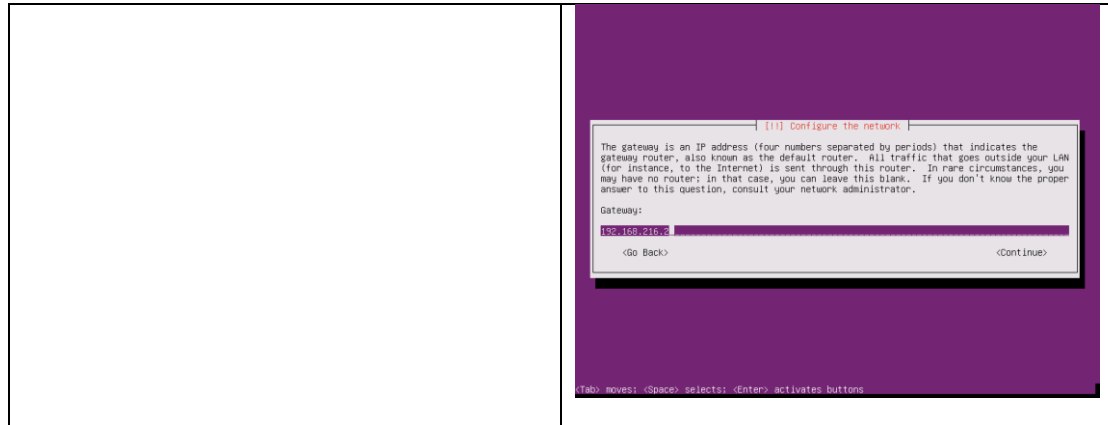 [!!] Configure the network
The gateway is an IP address (four numbers separated by periods) that indicates the
gateway router, also known as the default router.  All traffic that goes outside your LAN
(for instance, to the Internet) is sent through this router.  In rare circumstances, you
may have no router; in that case, you can leave this blank.  If you don't know the proper
answer to this question, consult your network administrator.
Gateway:
192.168.216.2
<Go Back> <Continue>
<Tab> moves; <Space> selects; <Enter> activates buttons